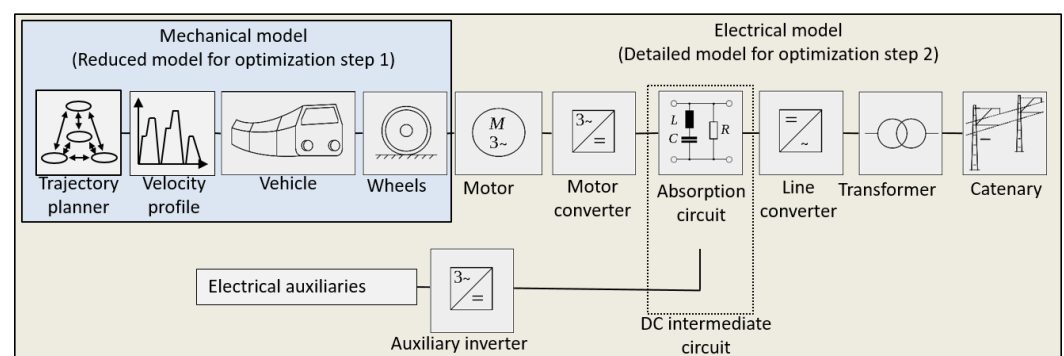 Mechanical model
(Reduced model for optimization step 1)
Electrical model
(Detailed model for optimization step 2)
M
3~
3~
=
L
C
R
=
~
Trajectory
planner
Velocity
profile
Vehicle
Wheels
Motor
Motor
converter
Absorption
circuit
Line
converter
Transformer
Catenary
Electrical auxiliaries
3~
=
Auxiliary inverter
DC intermediate
circuit